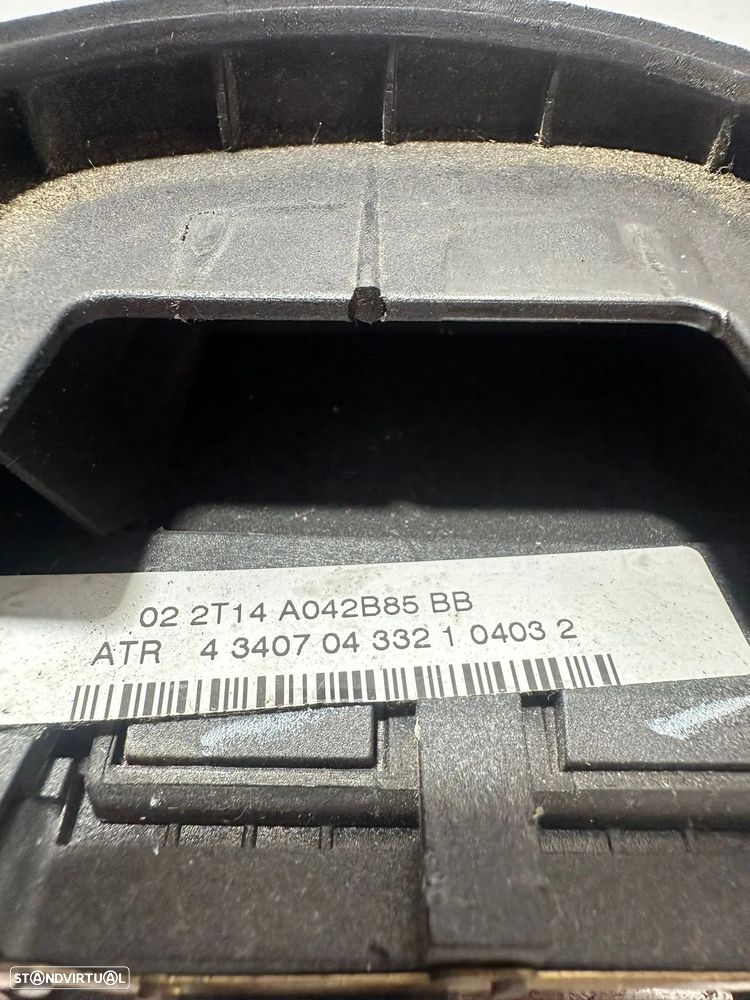 02 2T14 A042B85 BB
ATR 4 3407 04 332 1 0403 2
STANDVIRTUAL